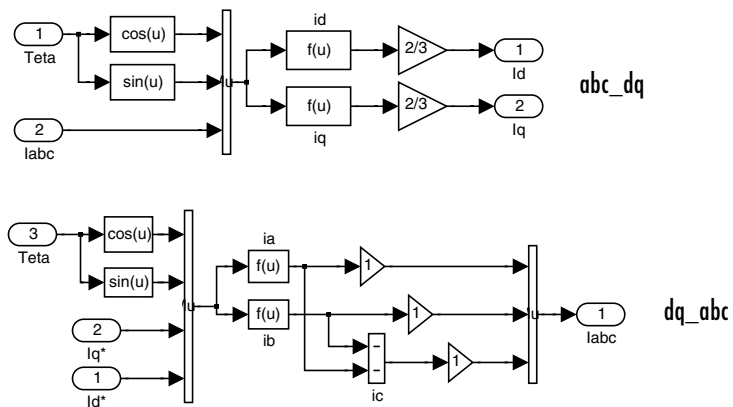 1
Teta
cos(u)
sin(u)
2
Iabc
u
id
f(u)
2/3
1
Id
f(u)
iq
2/3
2
Iq
abc_dq
3
Teta
cos(u)
sin(u)
2
Iq*
1
Id*
u
ia
f(u)
1
f(u)
ib
1
-
-
ic
1
u
1
Iabc
dq_abc